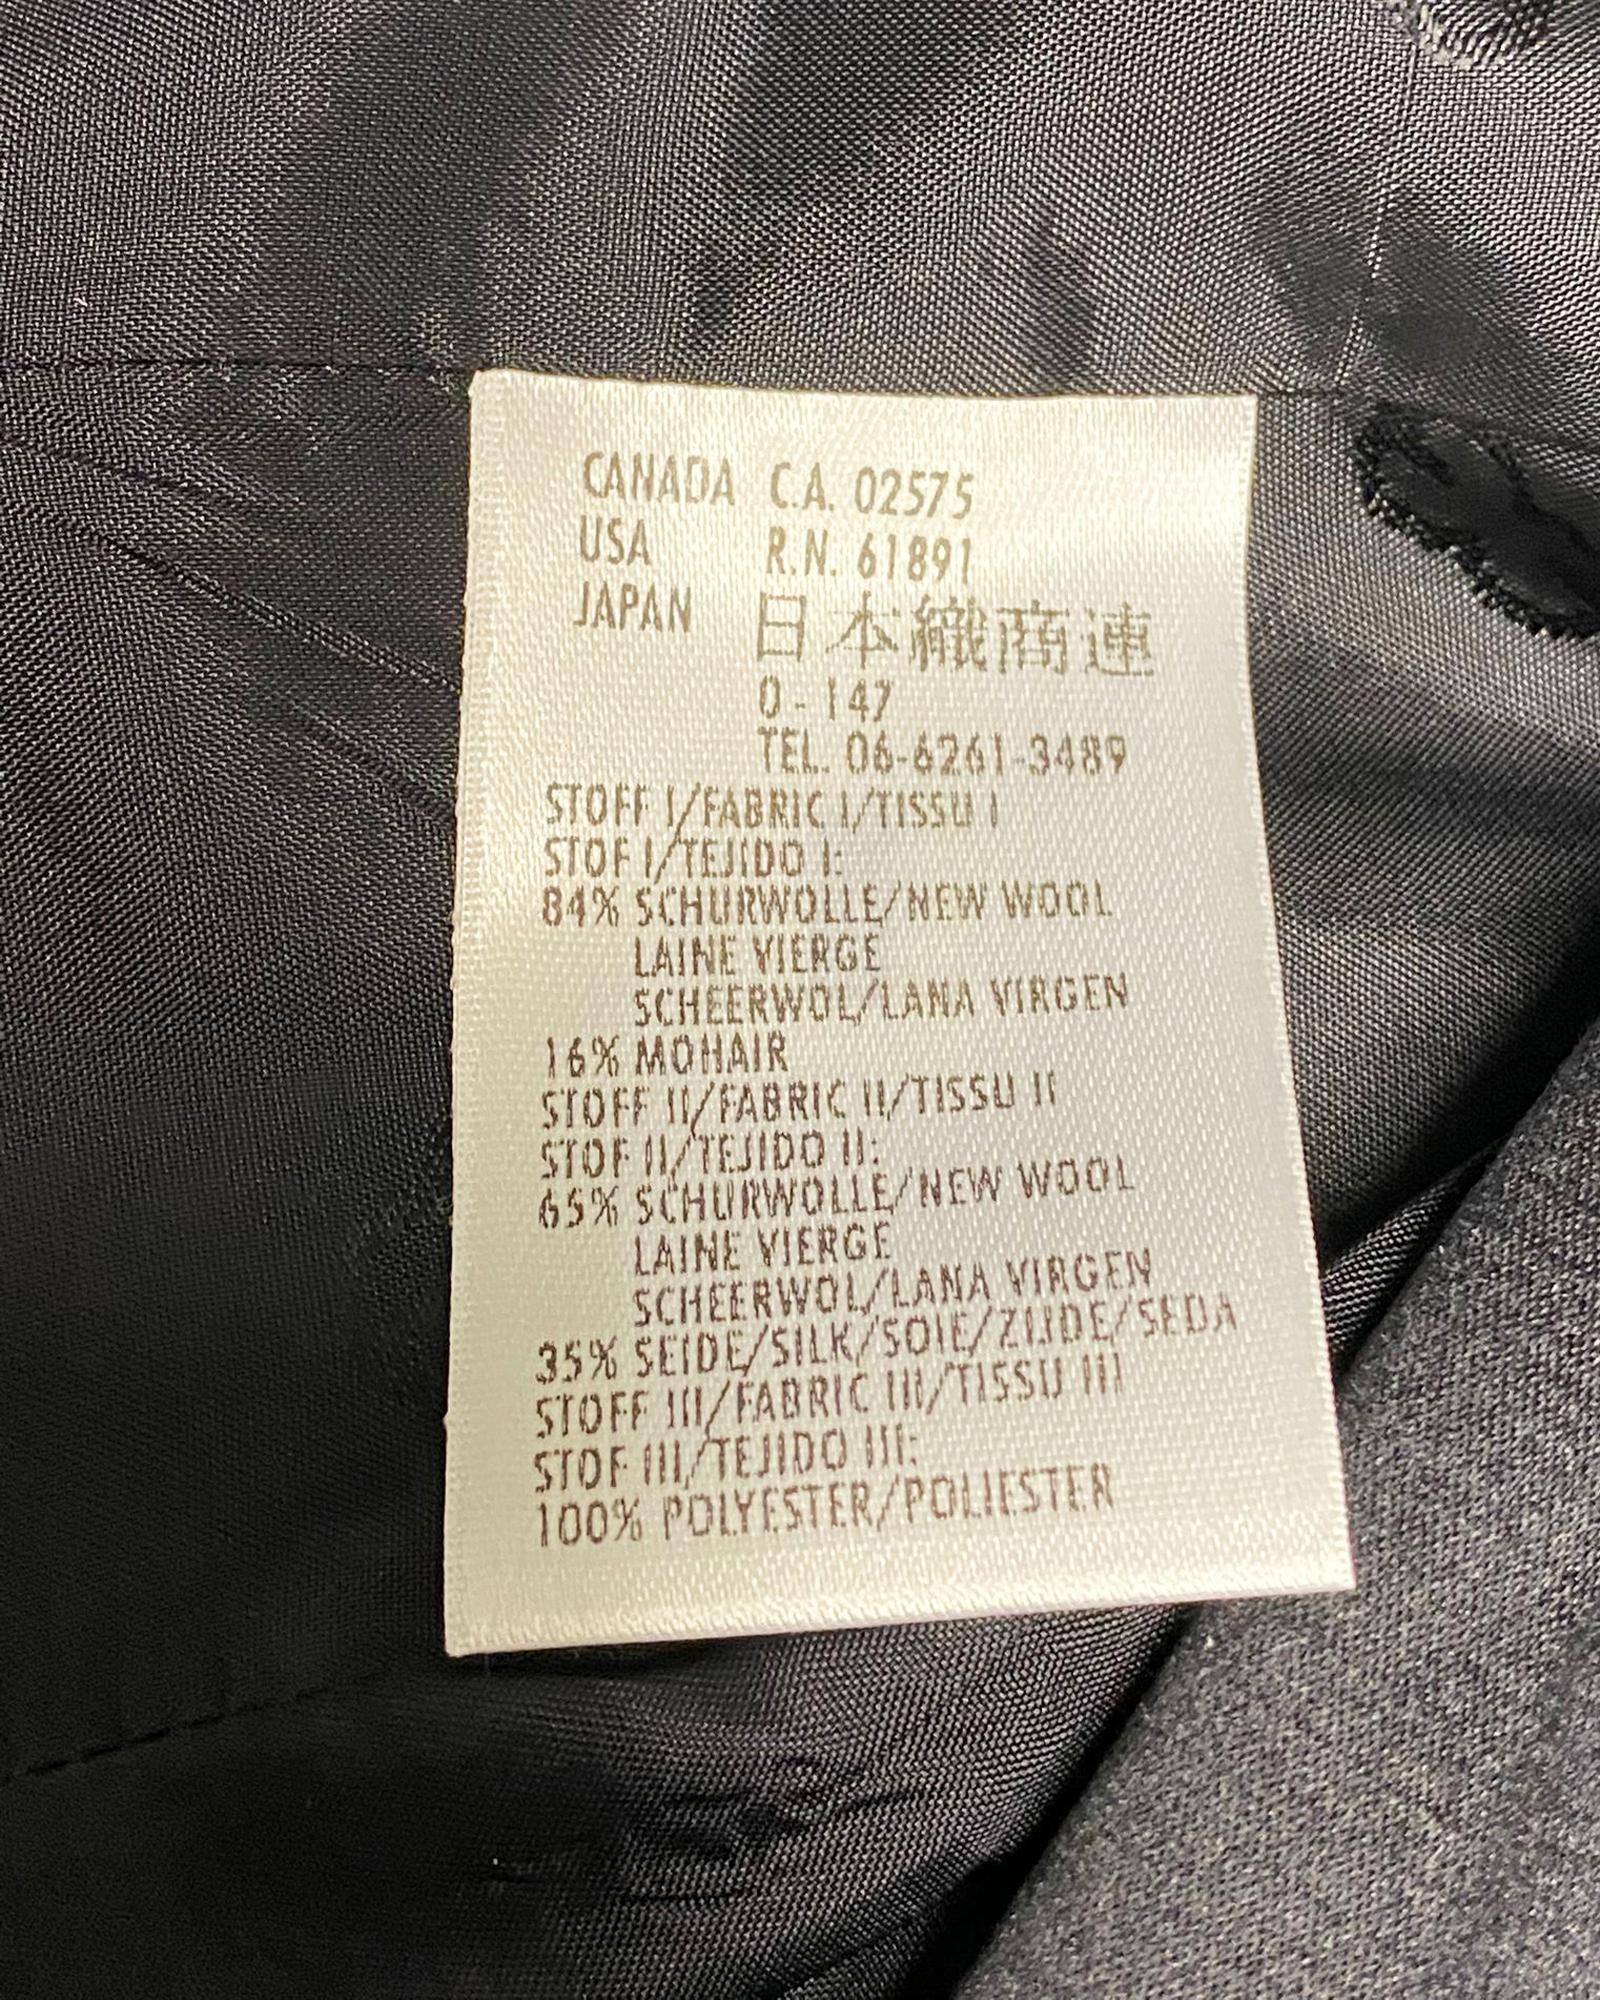 CANADA C.A. 02575
USA R.N. 61891
JAPAN 日本織商連
0 - 147
TEL. 06-6261-3489
STOFF I/FABRIC I/TISSU I
STOF I/TEJIDO I:
84% SCHURWOLLE/NEW WOOL
LAINE VIERGE
SCHEERWOL/LANA VIRGEN
16% MOHAIR
STOFF II/FABRIC II/TISSU II
STOF II/TEJIDO II:
65% SCHURWOLLE/NEW WOOL
LAINE VIERGE
SCHEERWOL/LANA VIRGEN
35% SEIDE/SILK/SOIE/ZIJDE/SEDA
STOFF III/FABRIC III/TISSU III
STOF III/TEJIDO III:
100% POLYESTER/POLIESTER